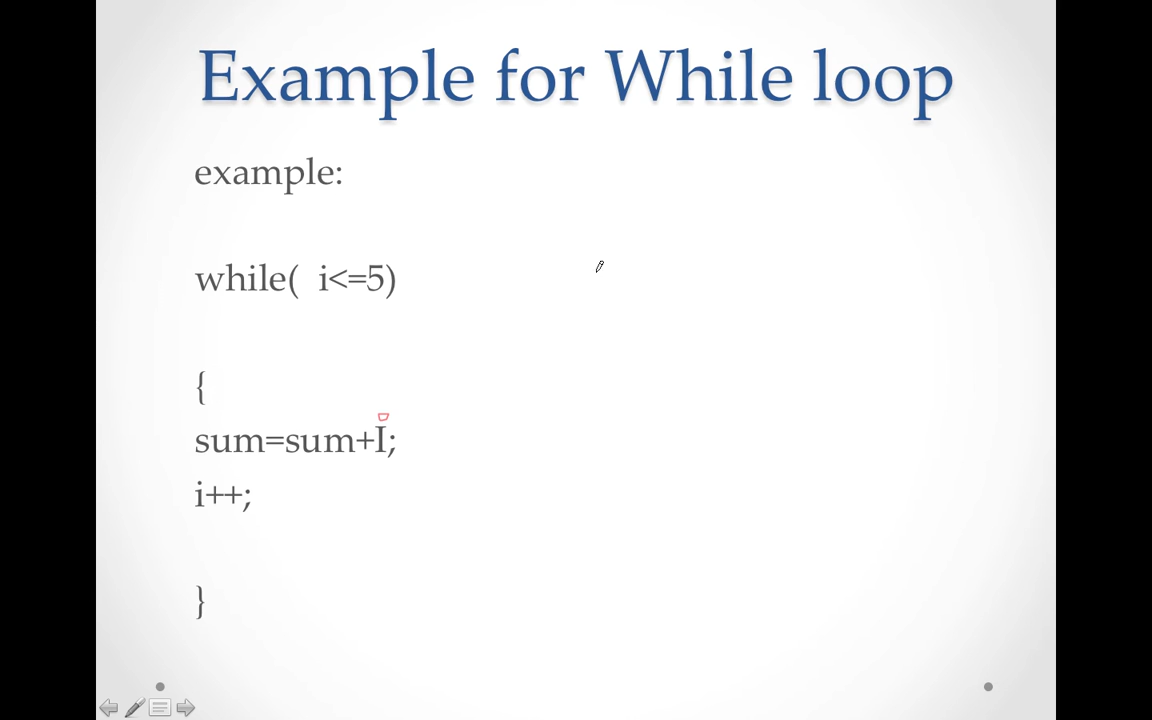 Example for While loop
example:
while(  i<=5)
{
sum=sum+I;
i++;
}